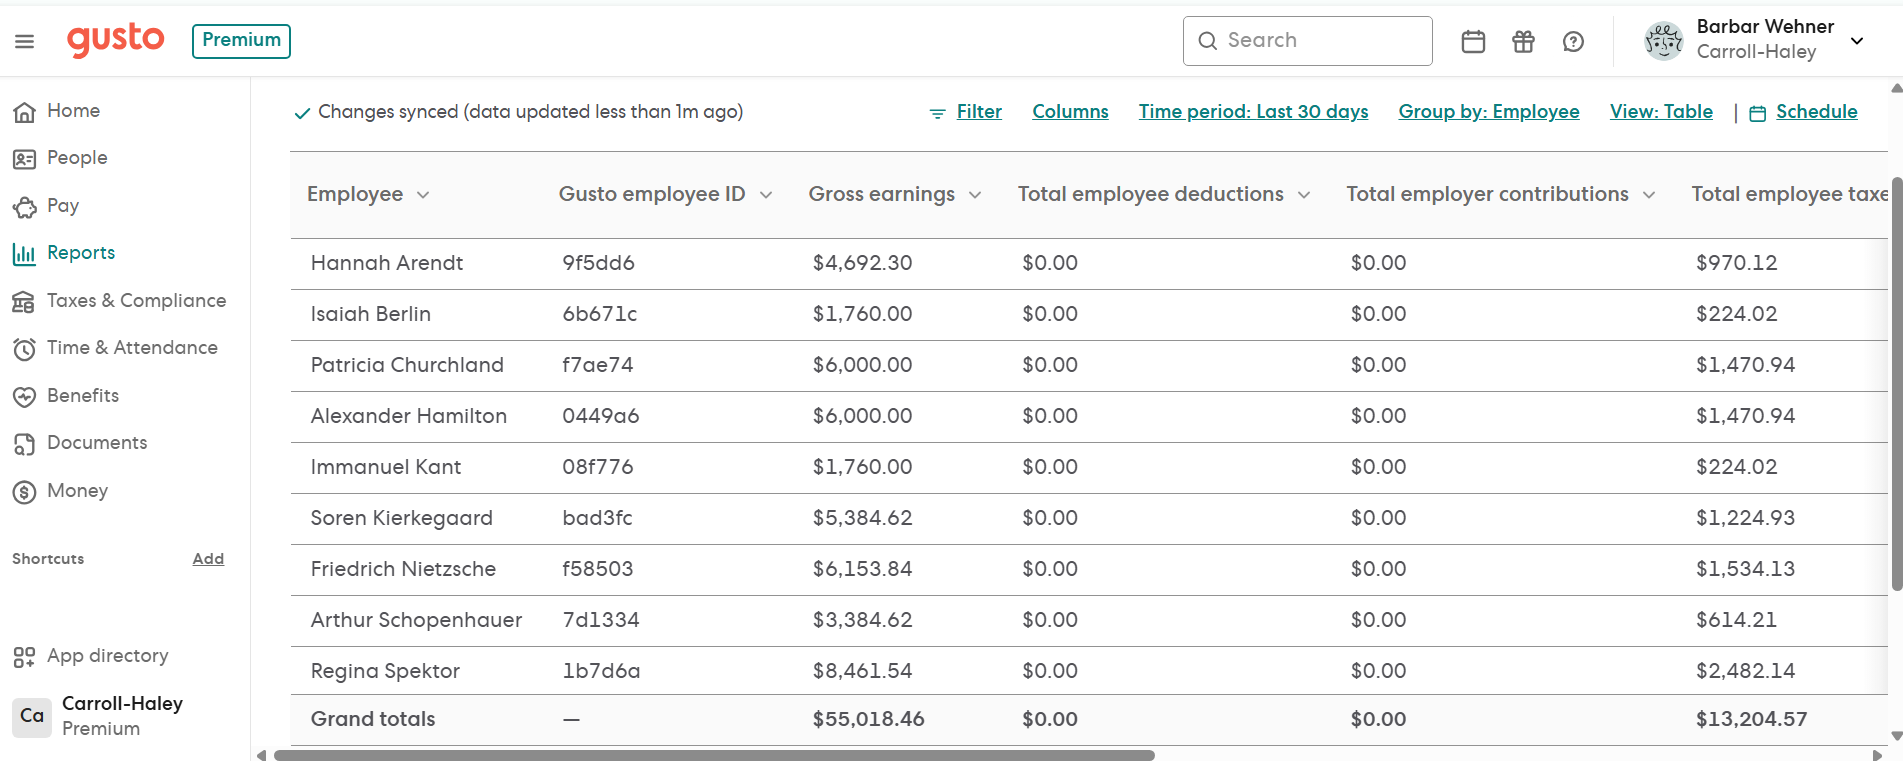 gusto Premium Search Barbar Wehner
Carroll-Haley
Home
People
Pay
Reports
Taxes & Compliance
Time & Attendance
Benefits
Documents
Money
Shortcuts Add
App directory
Ca Carroll-Haley
Premium
Changes synced (data updated less than 1m ago) Filter Columns Time period: Last 30 days Group by: Employee View: Table | Schedule
Employee Gusto employee ID Gross earnings Total employee deductions Total employer contributions Total employee taxe
Hannah Arendt 9f5dd6 $4,692.30 $0.00 $0.00 $970.12
Isaiah Berlin 6b671c $1,760.00 $0.00 $0.00 $224.02
Patricia Churchland f7ae74 $6,000.00 $0.00 $0.00 $1,470.94
Alexander Hamilton 0449a6 $6,000.00 $0.00 $0.00 $1,470.94
Immanuel Kant 08f776 $1,760.00 $0.00 $0.00 $224.02
Soren Kierkegaard bad3fc $5,384.62 $0.00 $0.00 $1,224.93
Friedrich Nietzsche f58503 $6,153.84 $0.00 $0.00 $1,534.13
Arthur Schopenhauer 7d1334 $3,384.62 $0.00 $0.00 $614.21
Regina Spektor 1b7d6a $8,461.54 $0.00 $0.00 $2,482.14
Grand totals — $55,018.46 $0.00 $0.00 $13,204.57